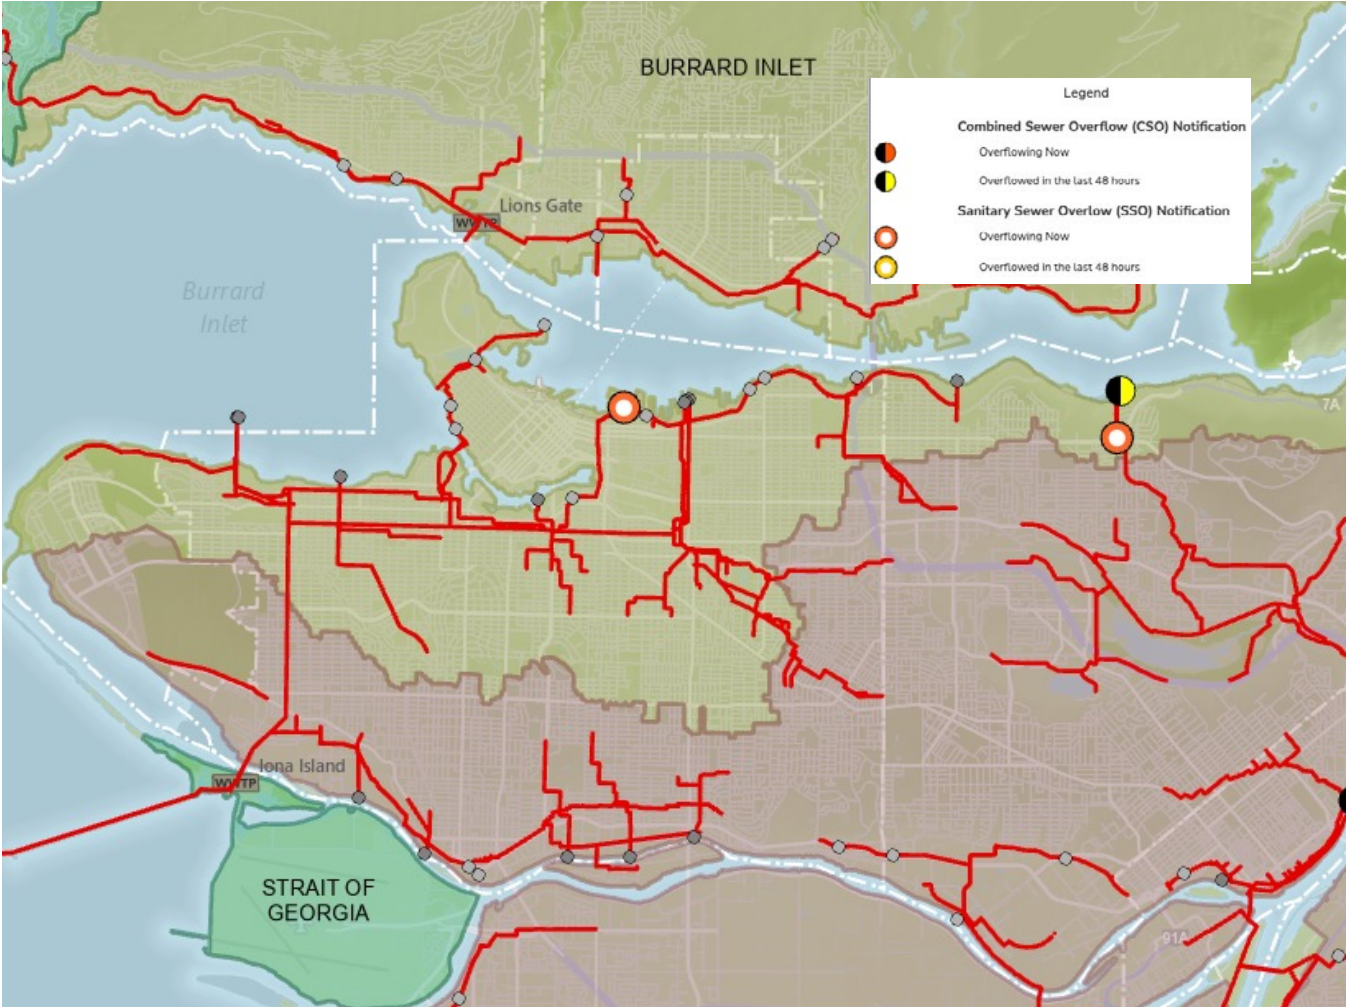 BURRARD INLET
Legend
Combined Sewer Overflow (CSO) Notification
Overflowing Now
Overflowed in the last 48 hours
Sanitary Sewer Overlow (SSO) Notification
Overflowing Now
Overflowed in the last 48 hours
Lions Gate
WWTP
Burrard
Inlet
7A
Iona Island
WWTP
STRAIT OF
GEORGIA
91A